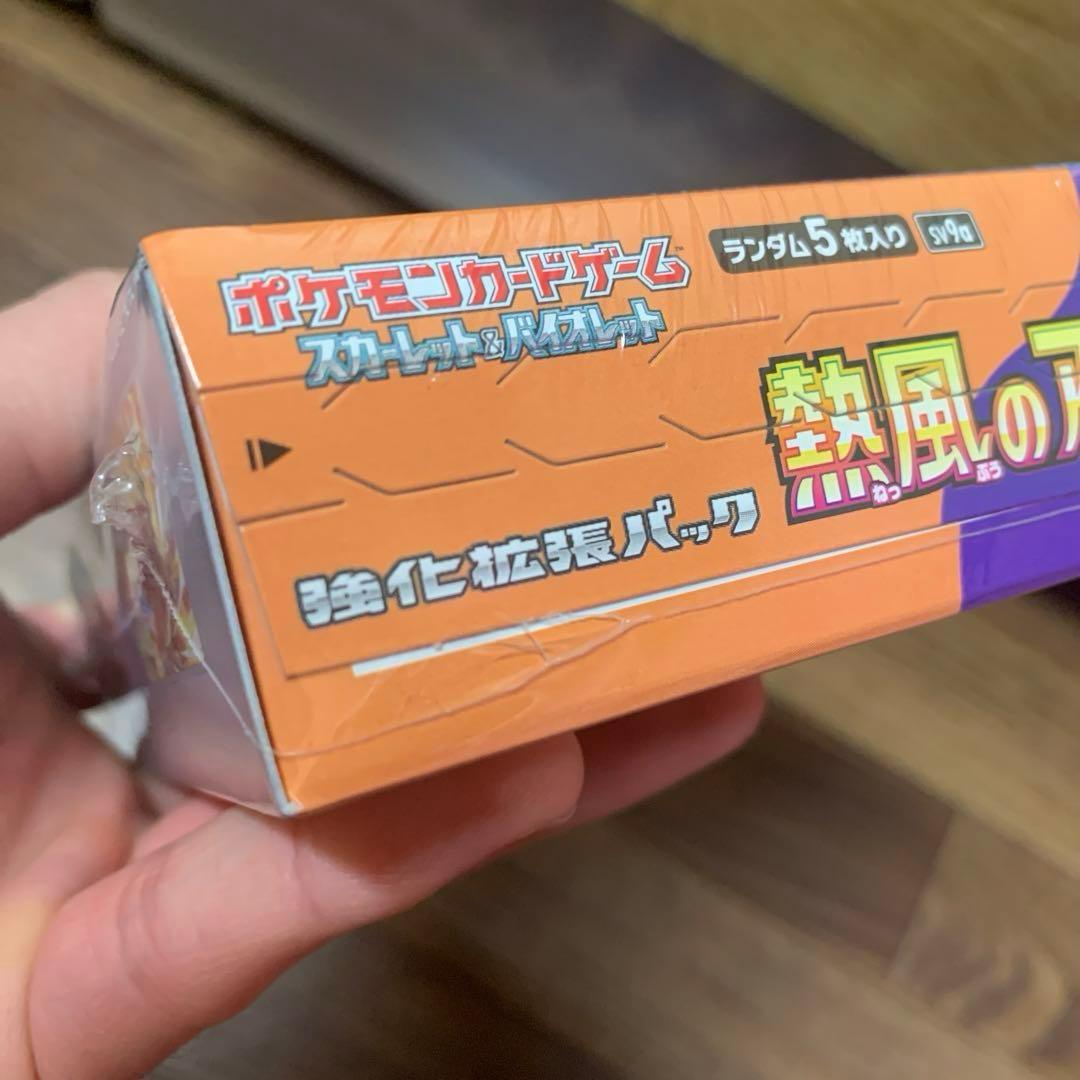 ポケモンカードゲーム™
スカーレット&バイオレット
ランダム5枚入り
SV9a
熱風の
ねっ ぷう
強化拡張パック